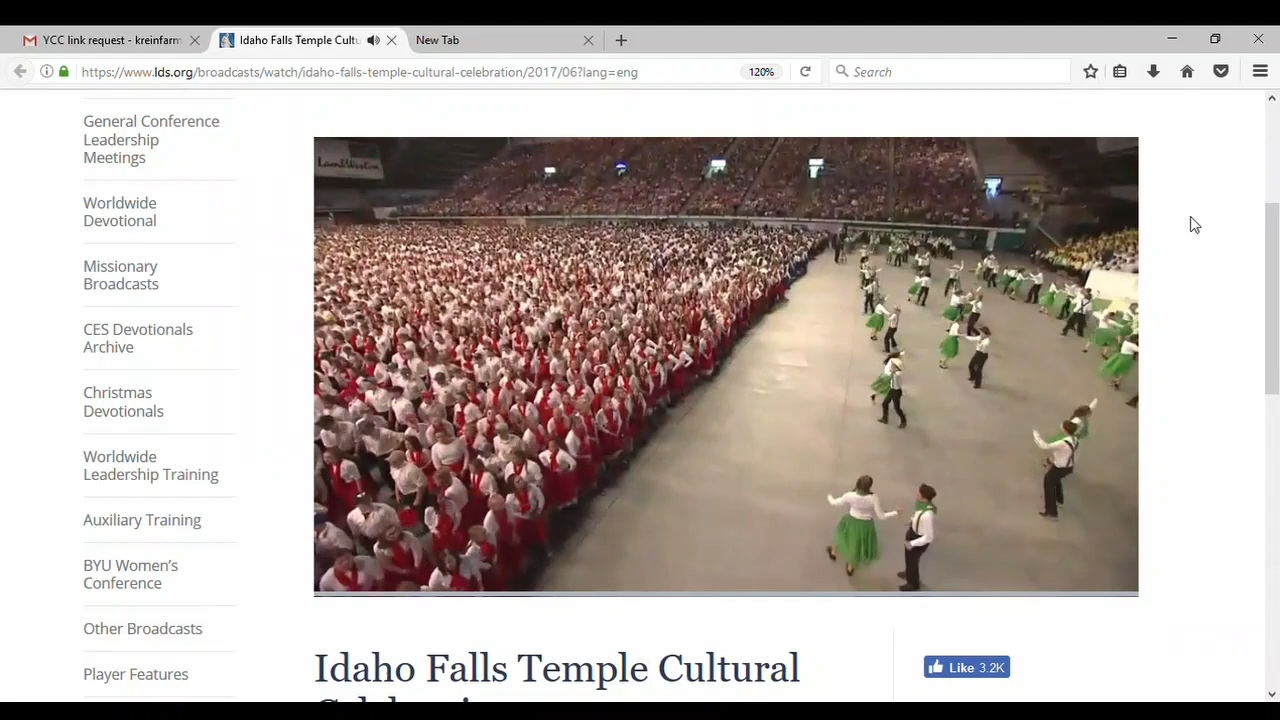 YCC link request - kreinfarm
Idaho Falls Temple Cultu
New Tab
https://www.lds.org/broadcasts/watch/idaho-falls-temple-cultural-celebration/2017/06?lang=eng
120%
Search
General Conference
Leadership
Meetings
Worldwide
Devotional
Missionary
Broadcasts
CES Devotionals
Archive
Christmas
Devotionals
Worldwide
Leadership Training
Auxiliary Training
BYU Women's
Conference
Other Broadcasts
Player Features
Idaho Falls Temple Cultural
Like 3.2K